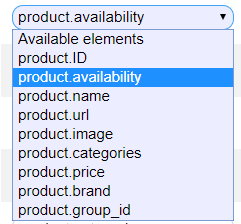 product.availability
Available elements
product.ID
product.availability
product.name
product.url
product.image
product.categories
product.price
product.brand
product.group_id